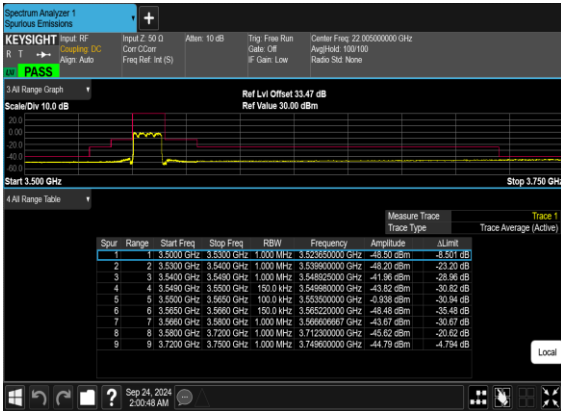 Spectrum Analyzer 1
Spurious Emissions
+
KEYSIGHT Input: RF Input Z: 50 Ω Atten: 10 dB Trig: Free Run Center Freq: 22.005000000 GHz
R T Coupling: DC Corr CCorr Gate: Off Avg|Hold: 100/100
Align: Auto Freq Ref: Int (S) IF Gain: Low Radio Std: None
LW PASS
3 All Range Graph
Ref Lvl Offset 33.47 dB
Scale/Div 10.0 dB Ref Value 30.00 dBm
20.0
0.00
-20.0
-40.0
Start 3.500 GHz Stop 3.750 GHz
4 All Range Table
Measure Trace Trace 1
Trace Type Trace Average (Active)
Spur Range Start Freq Stop Freq RBW Frequency Amplitude ΔLimit
1 1 3.5000 GHz 3.5300 GHz 1.000 MHz 3.523650000 GHz -48.50 dBm -8.501 dB
2 2 3.5300 GHz 3.5400 GHz 1.000 MHz 3.539900000 GHz -48.20 dBm -23.20 dB
3 3 3.5400 GHz 3.5490 GHz 1.000 MHz 3.548925000 GHz -41.96 dBm -28.96 dB
4 4 3.5490 GHz 3.5500 GHz 150.0 kHz 3.549980000 GHz -43.82 dBm -30.82 dB
5 5 3.5500 GHz 3.5650 GHz 100.0 kHz 3.553500000 GHz -0.938 dBm -30.94 dB
6 6 3.5650 GHz 3.5660 GHz 150.0 kHz 3.565220000 GHz -48.48 dBm -35.48 dB
7 7 3.5660 GHz 3.5800 GHz 1.000 MHz 3.566606667 GHz -43.67 dBm -30.67 dB
8 8 3.5800 GHz 3.7200 GHz 1.000 MHz 3.712300000 GHz -45.62 dBm -20.62 dB
9 9 3.7200 GHz 3.7500 GHz 1.000 MHz 3.749600000 GHz -44.79 dBm -4.794 dB
Local
?
Sep 24, 2024
2:00:48 AM